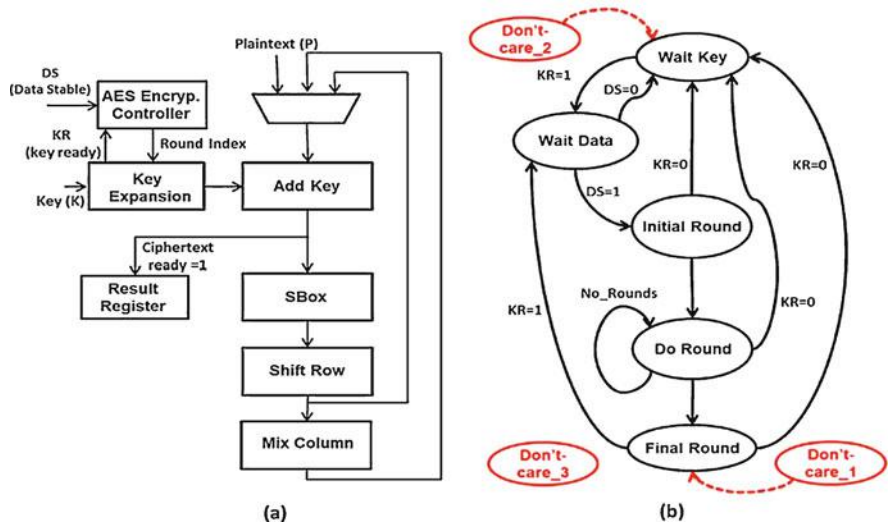 DS
(Data Stable)
AES Encryp.
Controller
KR
(key ready)
Round Index
Key (K)
Key
Expansion
Plaintext (P)
Add Key
Ciphertext
ready =1
Result
Register
SBox
Shift Row
Mix Column
(a)
Don't-
care_2
Wait Key
KR=1
DS=0
Wait Data
KR=0
KR=0
DS=1
Initial Round
No_Rounds
KR=1
KR=0
Do Round
Final Round
Don't-
care_3
Don't-
care_1
(b)